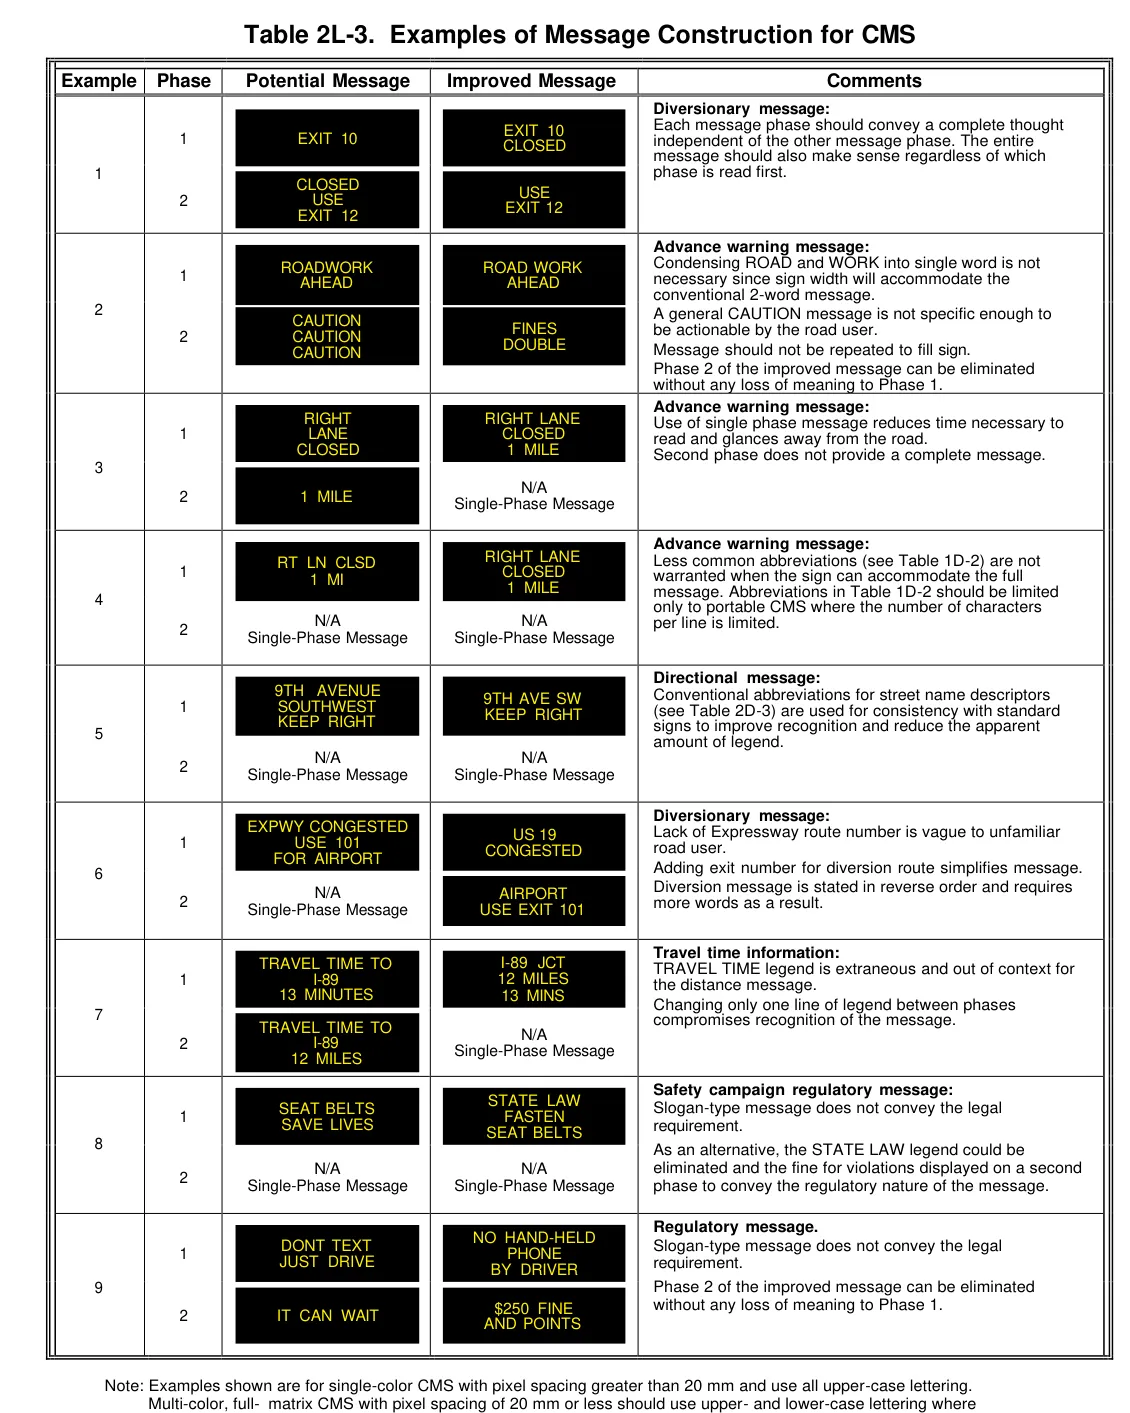 Table 2L-3. Examples of Message Construction for CMS
Example Phase Potential Message Improved Message Comments
1
1
EXIT 10
EXIT 10
CLOSED
2
CLOSED
USE
EXIT 12
USE
EXIT 12
Diversionary message:
Each message phase should convey a complete thought
independent of the other message phase. The entire
message should also make sense regardless of which
phase is read first.
2
1
ROADWORK
AHEAD
ROAD WORK
AHEAD
2
CAUTION
CAUTION
CAUTION
FINES
DOUBLE
Advance warning message:
Condensing ROAD and WORK into single word is not
necessary since sign width will accommodate the
conventional 2-word message.
A general CAUTION message is not specific enough to
be actionable by the road user.
Message should not be repeated to fill sign.
Phase 2 of the improved message can be eliminated
without any loss of meaning to Phase 1.
3
1
RIGHT
LANE
CLOSED
RIGHT LANE
CLOSED
1 MILE
2
1 MILE
N/A
Single-Phase Message
Advance warning message:
Use of single phase message reduces time necessary to
read and glances away from the road.
Second phase does not provide a complete message.
4
1
RT LN CLSD
1 MI
RIGHT LANE
CLOSED
1 MILE
2
N/A
Single-Phase Message
N/A
Single-Phase Message
Advance warning message:
Less common abbreviations (see Table 1D-2) are not
warranted when the sign can accommodate the full
message. Abbreviations in Table 1D-2 should be limited
only to portable CMS where the number of characters
per line is limited.
5
1
9TH AVENUE
SOUTHWEST
KEEP RIGHT
9TH AVE SW
KEEP RIGHT
2
N/A
Single-Phase Message
N/A
Single-Phase Message
Directional message:
Conventional abbreviations for street name descriptors
(see Table 2D-3) are used for consistency with standard
signs to improve recognition and reduce the apparent
amount of legend.
6
1
EXPWY CONGESTED
USE 101
FOR AIRPORT
US 19
CONGESTED
2
N/A
Single-Phase Message
AIRPORT
USE EXIT 101
Diversionary message:
Lack of Expressway route number is vague to unfamiliar
road user.
Adding exit number for diversion route simplifies message.
Diversion message is stated in reverse order and requires
more words as a result.
7
1
TRAVEL TIME TO
I-89
13 MINUTES
I-89 JCT
12 MILES
13 MINS
2
TRAVEL TIME TO
I-89
12 MILES
N/A
Single-Phase Message
Travel time information:
TRAVEL TIME legend is extraneous and out of context for
the distance message.
Changing only one line of legend between phases
compromises recognition of the message.
8
1
SEAT BELTS
SAVE LIVES
STATE LAW
FASTEN
SEAT BELTS
2
N/A
Single-Phase Message
N/A
Single-Phase Message
Safety campaign regulatory message:
Slogan-type message does not convey the legal
requirement.
As an alternative, the STATE LAW legend could be
eliminated and the fine for violations displayed on a second
phase to convey the regulatory nature of the message.
9
1
DONT TEXT
JUST DRIVE
NO HAND-HELD
PHONE
BY DRIVER
2
IT CAN WAIT
$250 FINE
AND POINTS
Regulatory message.
Slogan-type message does not convey the legal
requirement.
Phase 2 of the improved message can be eliminated
without any loss of meaning to Phase 1.
Note: Examples shown are for single-color CMS with pixel spacing greater than 20 mm and use all upper-case lettering.
Multi-color, full- matrix CMS with pixel spacing of 20 mm or less should use upper- and lower-case lettering where